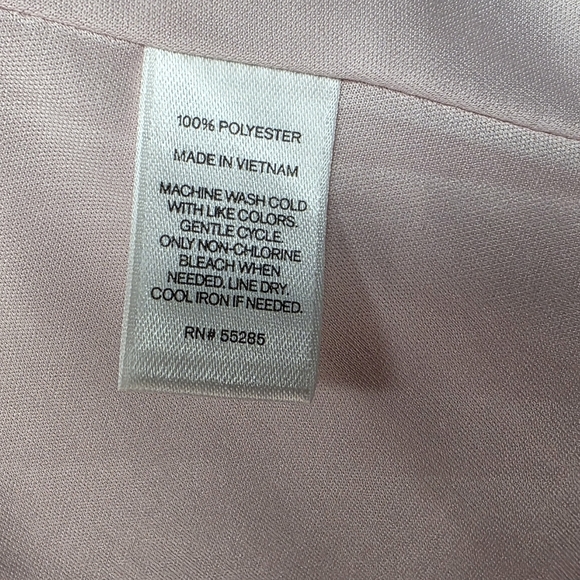 100% POLYESTER
MADE IN VIETNAM
MACHINE WASH COLD
WITH LIKE COLORS.
GENTLE CYCLE.
ONLY NON-CHLORINE
BLEACH WHEN
NEEDED. LINE DRY.
COOL IRON IF NEEDED.
RN# 55285